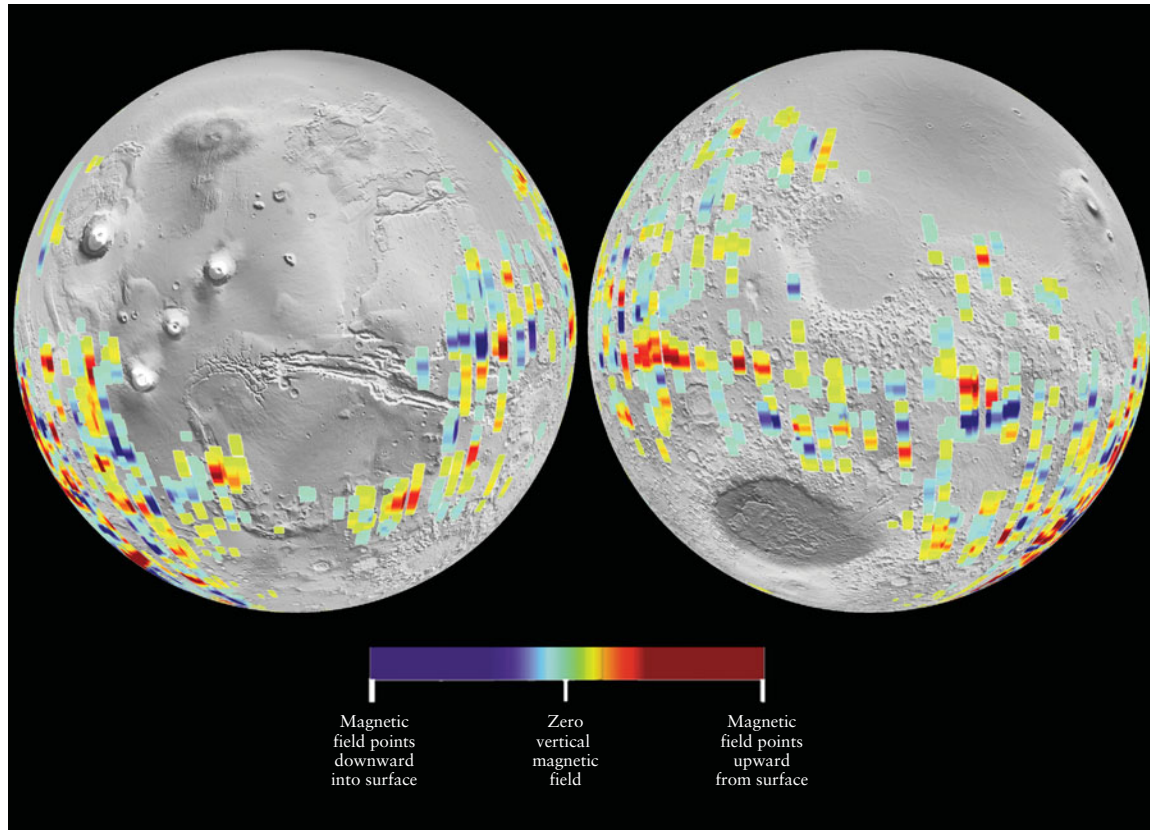 Magnetic
field points
downward
into surface
Zero
vertical
magnetic
field
Magnetic
field points
upward
from surface